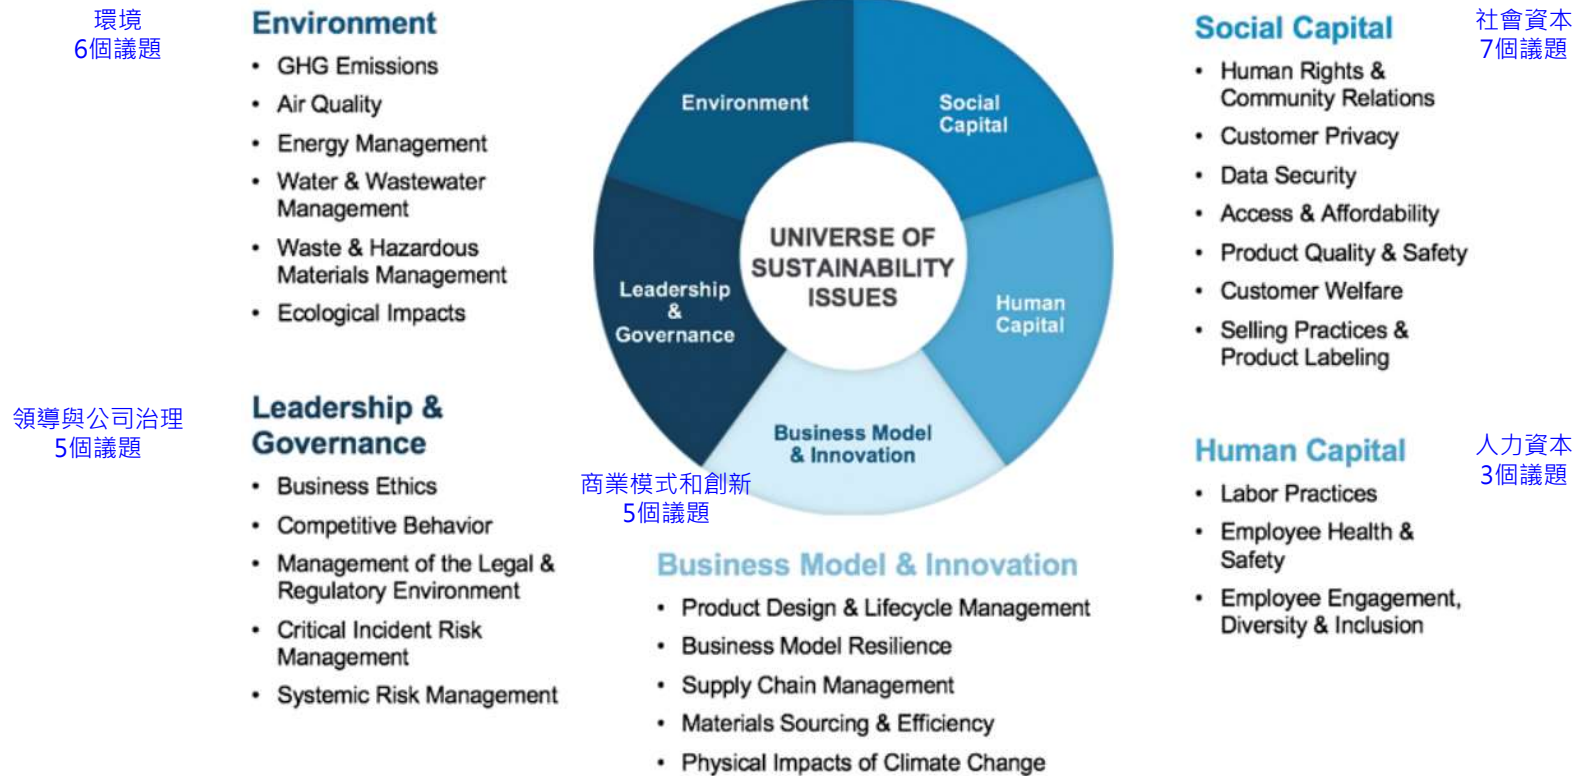 環境
6個議題
Environment
• GHG Emissions
• Air Quality
• Energy Management
• Water & Wastewater
Management
• Waste & Hazardous
Materials Management
• Ecological Impacts
領導與公司治理
5個議題
Leadership &
Governance
• Business Ethics
• Competitive Behavior
• Management of the Legal &
Regulatory Environment
• Critical Incident Risk
Management
• Systemic Risk Management
Environment
Social
Capital
Leadership
&
Governance
UNIVERSE OF
SUSTAINABILITY
ISSUES
Human
Capital
Business Model
& Innovation
商業模式和創新
5個議題
Business Model & Innovation
• Product Design & Lifecycle Management
• Business Model Resilience
• Supply Chain Management
• Materials Sourcing & Efficiency
• Physical Impacts of Climate Change
Social Capital
社會資本
7個議題
• Human Rights &
Community Relations
• Customer Privacy
• Data Security
• Access & Affordability
• Product Quality & Safety
• Customer Welfare
• Selling Practices &
Product Labeling
Human Capital
人力資本
3個議題
• Labor Practices
• Employee Health &
Safety
• Employee Engagement,
Diversity & Inclusion